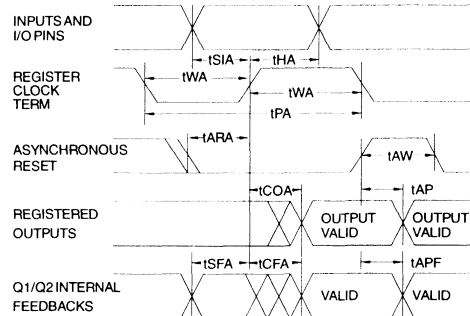 INPUTS AND
I/O PINS
tSIA tHA
REGISTER
CLOCK
TERM
tWA
tWA
tPA
tARA
ASYNCHRONOUS
RESET
tAW
tCOA tAP
REGISTERED
OUTPUTS
OUTPUT
VALID
OUTPUT
VALID
tSFA tCFA tAPF
Q1/Q2 INTERNAL
FEEDBACKS
VALID VALID